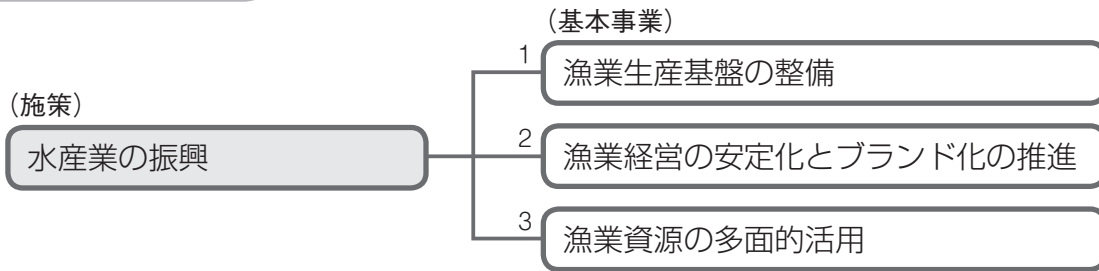 （基本事業）
1 漁業生産基盤の整備
（施策）
水産業の振興
2 漁業経営の安定化とブランド化の推進
3 漁業資源の多面的活用